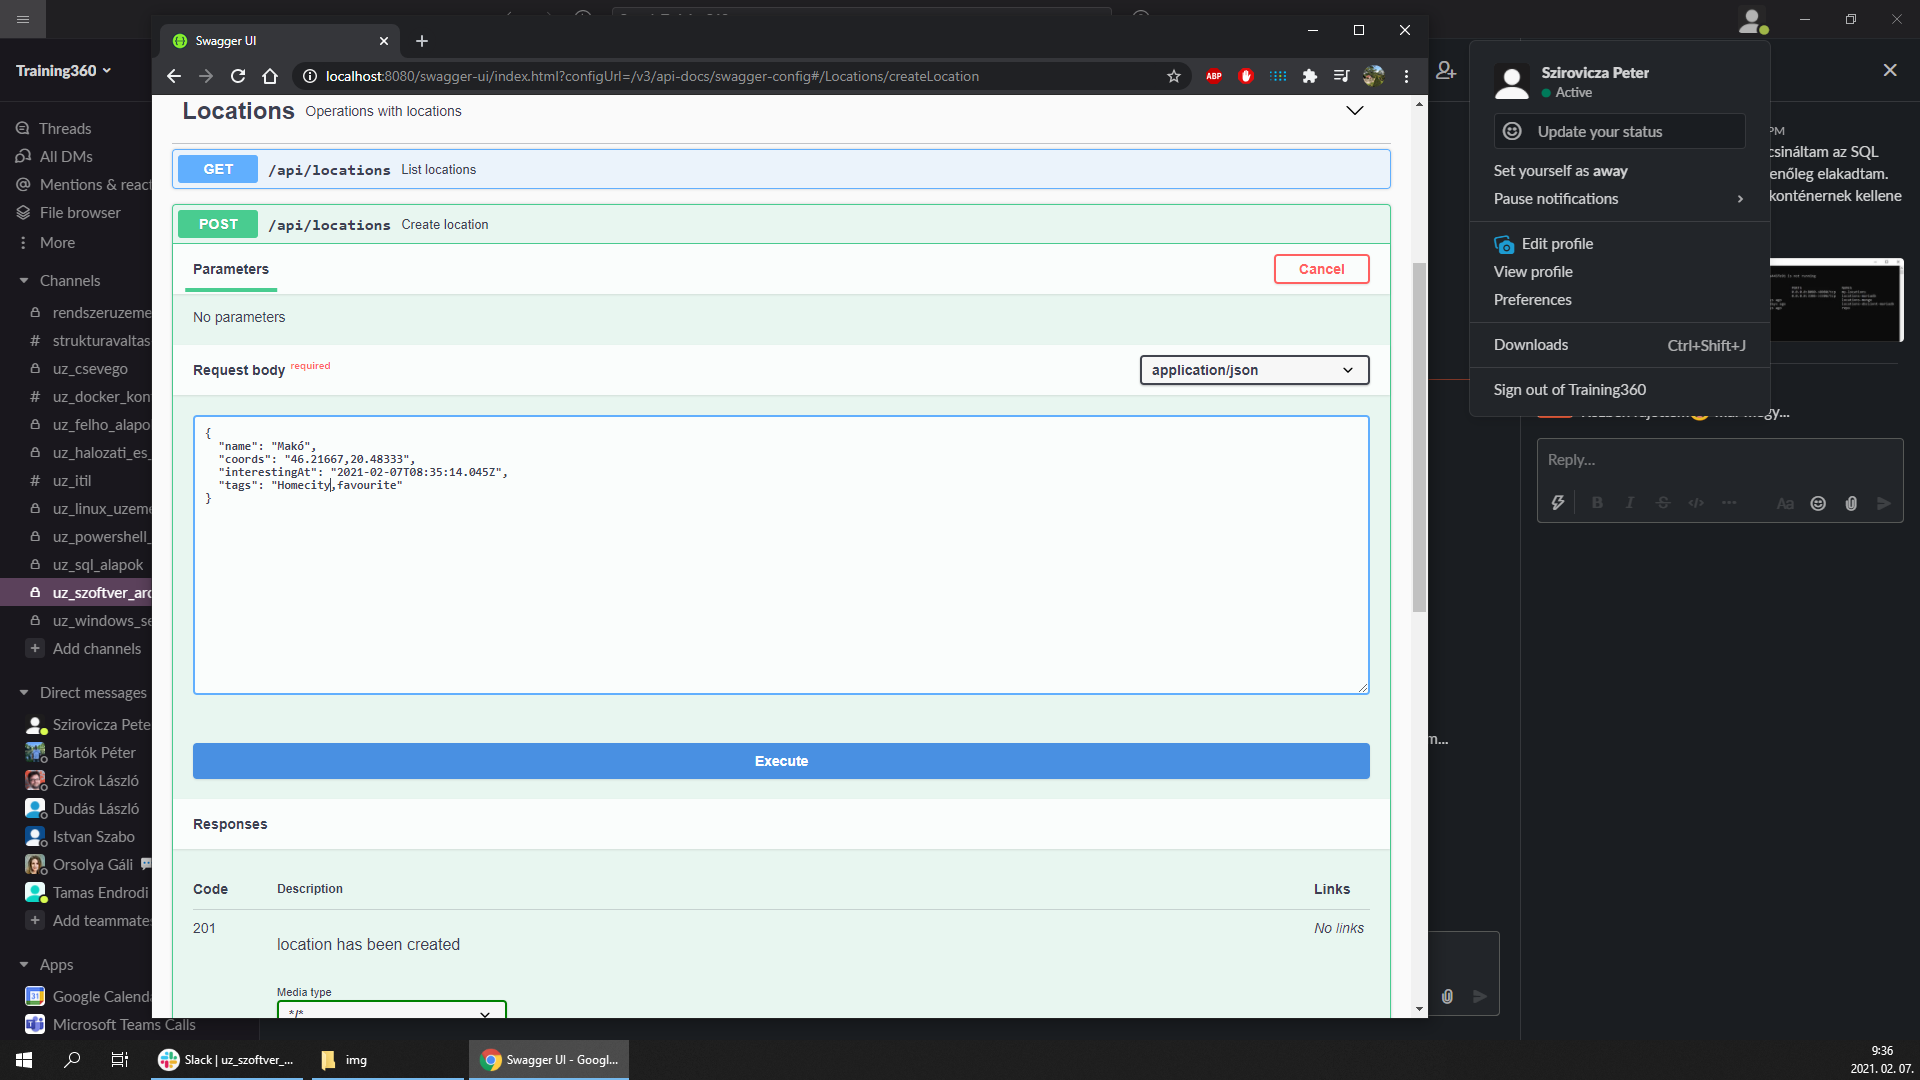 Swagger UI
localhost:8080/swagger-ui/index.html?configUrl=/v3/api-docs/swagger-config#/Locations/createLocation
ABP
Training360
Threads
All DMs
Mentions & react
File browser
More
Channels
rendszeruzeme
strukturavaltas
uz_csevego
uz_docker_kon
uz_felho_alapo
uz_halozati_es_
uz_itil
uz_linux_uzeme
uz_powershell_
uz_sql_alapok
uz_szoftver_arc
uz_windows_se
Add channels
Direct messages
Szirovicza Pete
Bartók Péter
Czirok László
Dudás László
Istvan Szabo
Orsolya Gáli
Tamas Endrodi
Add teammates
Apps
Google Calenda
Microsoft Teams Calls
Locations Operations with locations
GET /api/locations List locations
POST /api/locations Create location
Parameters
Cancel
No parameters
Request body required
application/json
{
"name": "Makó",
"coords": "46.21667,20.48333",
"interestingAt": "2021-02-07T08:35:14.045Z",
"tags": "Homecity,favourite"
}
Execute
Responses
Code Description Links
201 location has been created No links
Media type
*/*
Szirovicza Peter
Active
Update your status
Set yourself as away
Pause notifications
Edit profile
View profile
Preferences
Downloads Ctrl+Shift+J
Sign out of Training360
PM
csináltam az SQL
enőleg elakadtam.
konténernek kellene
Reply...
B I S </> Aa
m...
Slack | uz_szoftver_...
img
Swagger UI - Googl...
9:36
2021. 02. 07.